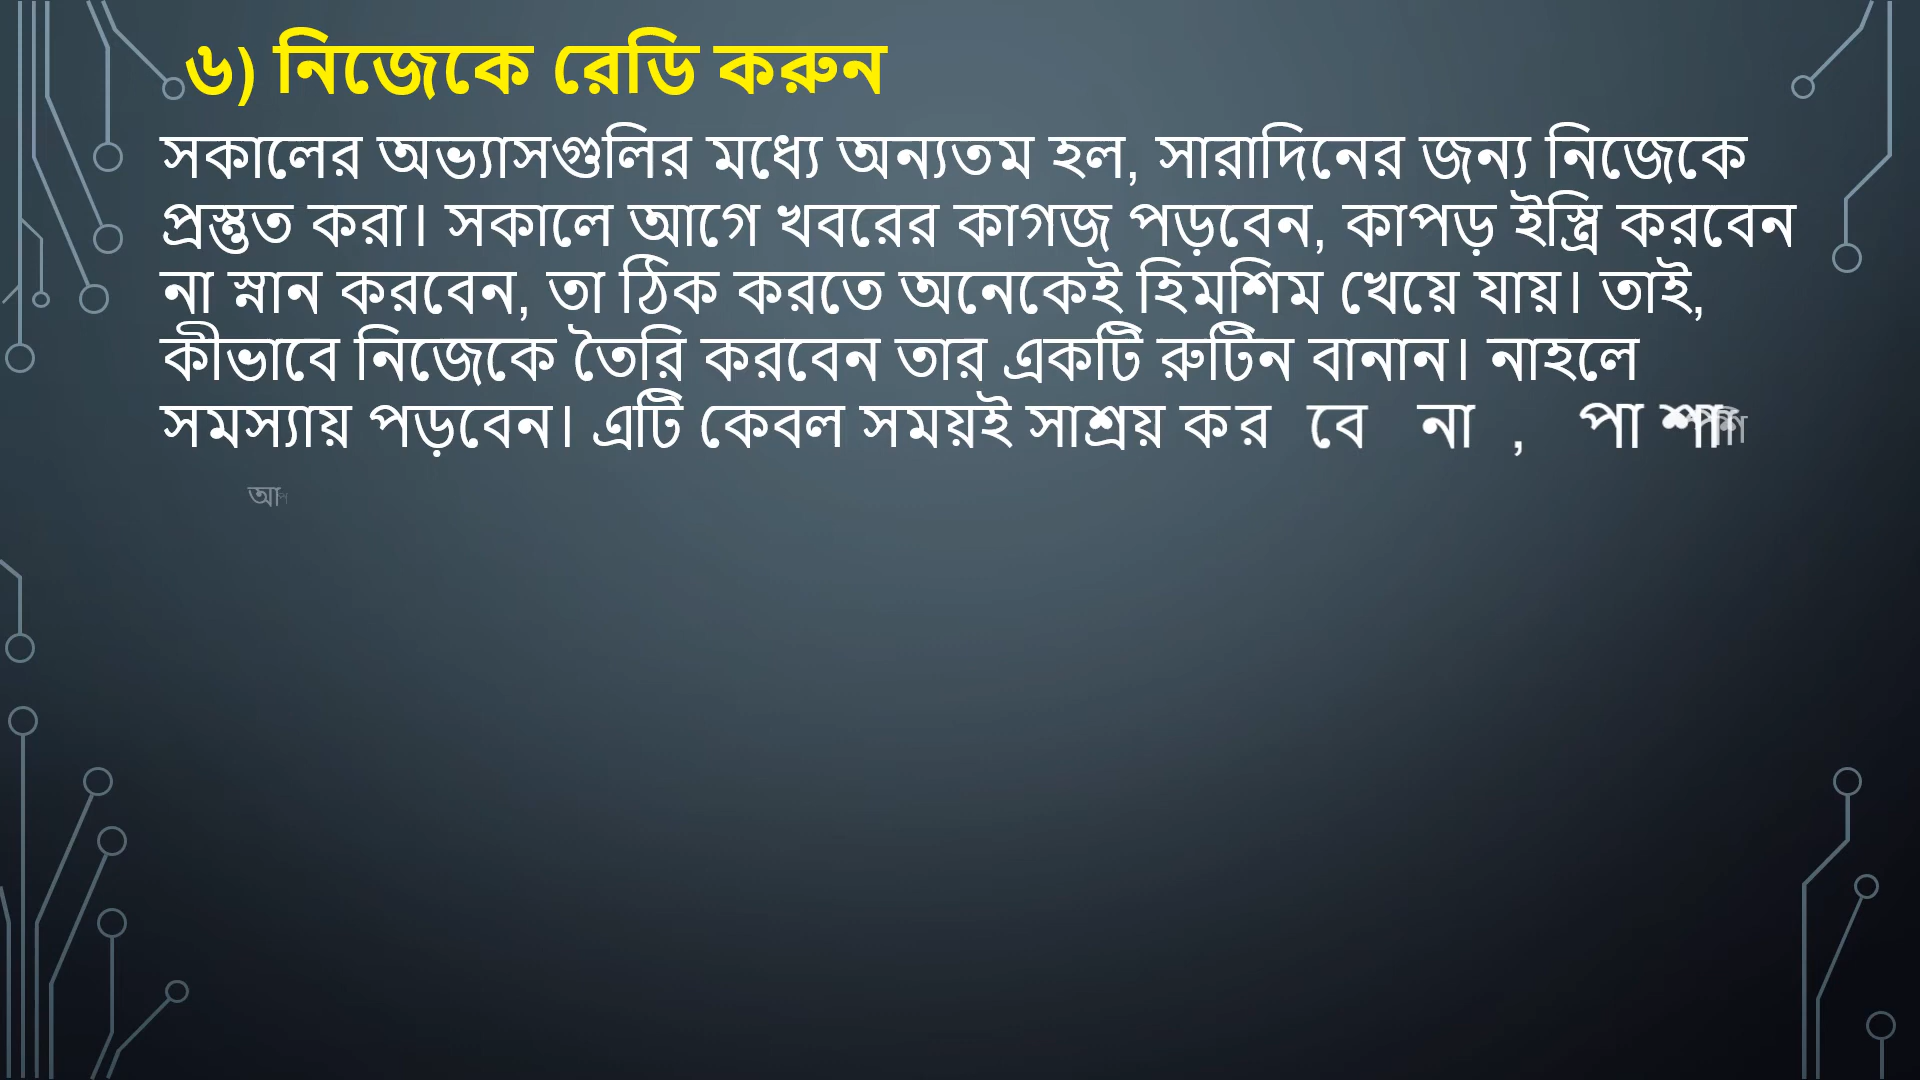 ৬) নিজেকে রেডি করুন
সকালের অভ্যাসগুলির মধ্যে অন্যতম হল, সারাদিনের জন্য নিজেকে
প্রস্তুত করা। সকালে আগে খবরের কাগজ পড়বেন, কাপড় ইস্ত্রি করবেন
না স্নান করবেন, তা ঠিক করতে অনেকেই হিমশিম খেয়ে যায়। তাই,
কীভাবে নিজেকে তৈরি করবেন তার একটি রুটিন বানান। নাহলে
সমস্যায় পড়বেন। এটি কেবল সময়ই সাশ্রয় করবে না,